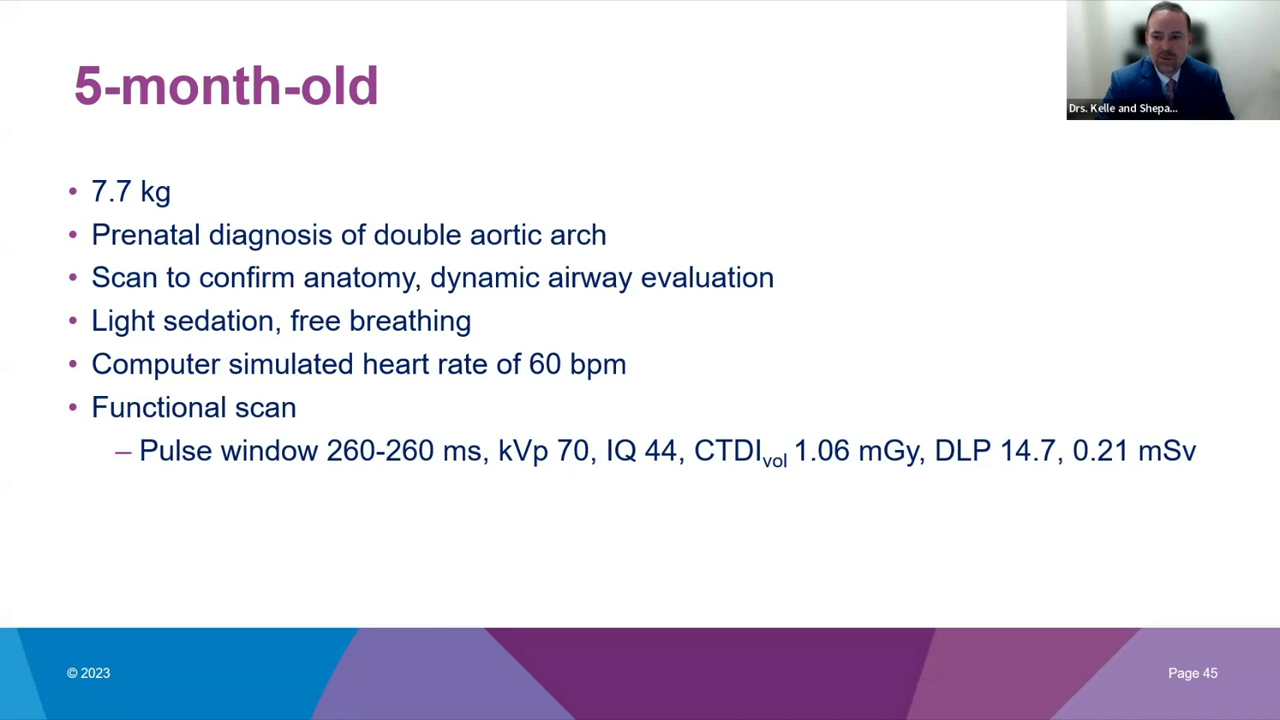 5-month-old
Drs. Kelle and Shepa...
• 7.7 kg
• Prenatal diagnosis of double aortic arch
• Scan to confirm anatomy, dynamic airway evaluation
• Light sedation, free breathing
• Computer simulated heart rate of 60 bpm
• Functional scan
– Pulse window 260-260 ms, kVp 70, IQ 44, CTDIvol 1.06 mGy, DLP 14.7, 0.21 mSv
© 2023
Page 45